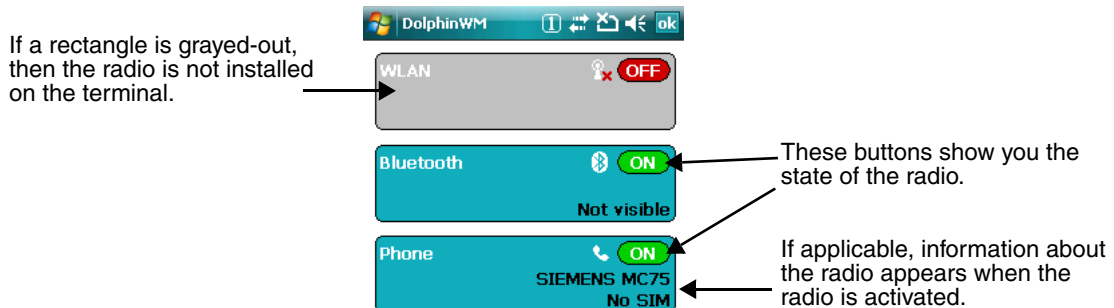 DolphinWM 1 ok
If a rectangle is grayed-out,
then the radio is not installed
on the terminal.
WLAN OFF
Bluetooth ON
Not visible
These buttons show you the
state of the radio.
Phone ON
SIEMENS MC75
No SIM
If applicable, information about
the radio appears when the
radio is activated.